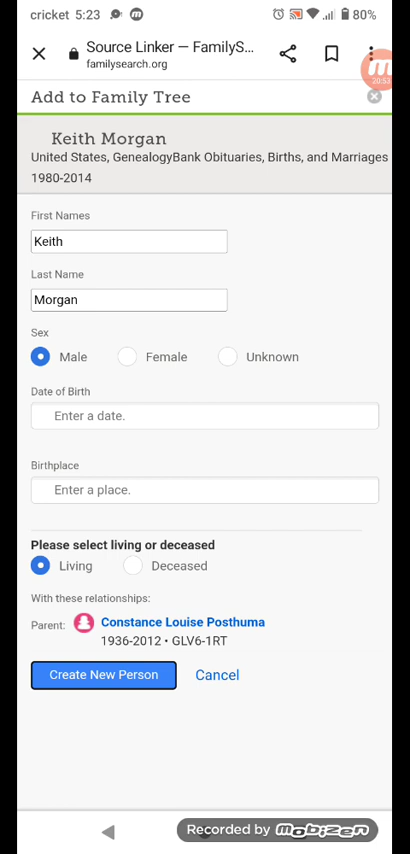 cricket 5:23 80%
Source Linker — FamilyS...
familysearch.org
20:53
Add to Family Tree
Keith Morgan
United States, GenealogyBank Obituaries, Births, and Marriages
1980-2014
First Names
Keith
Last Name
Morgan
Sex
Male Female Unknown
Date of Birth
Enter a date.
Birthplace
Enter a place.
Please select living or deceased
Living Deceased
With these relationships:
Parent: Constance Louise Posthuma
1936-2012 • GLV6-1RT
Create New Person Cancel
Recorded by mobizen